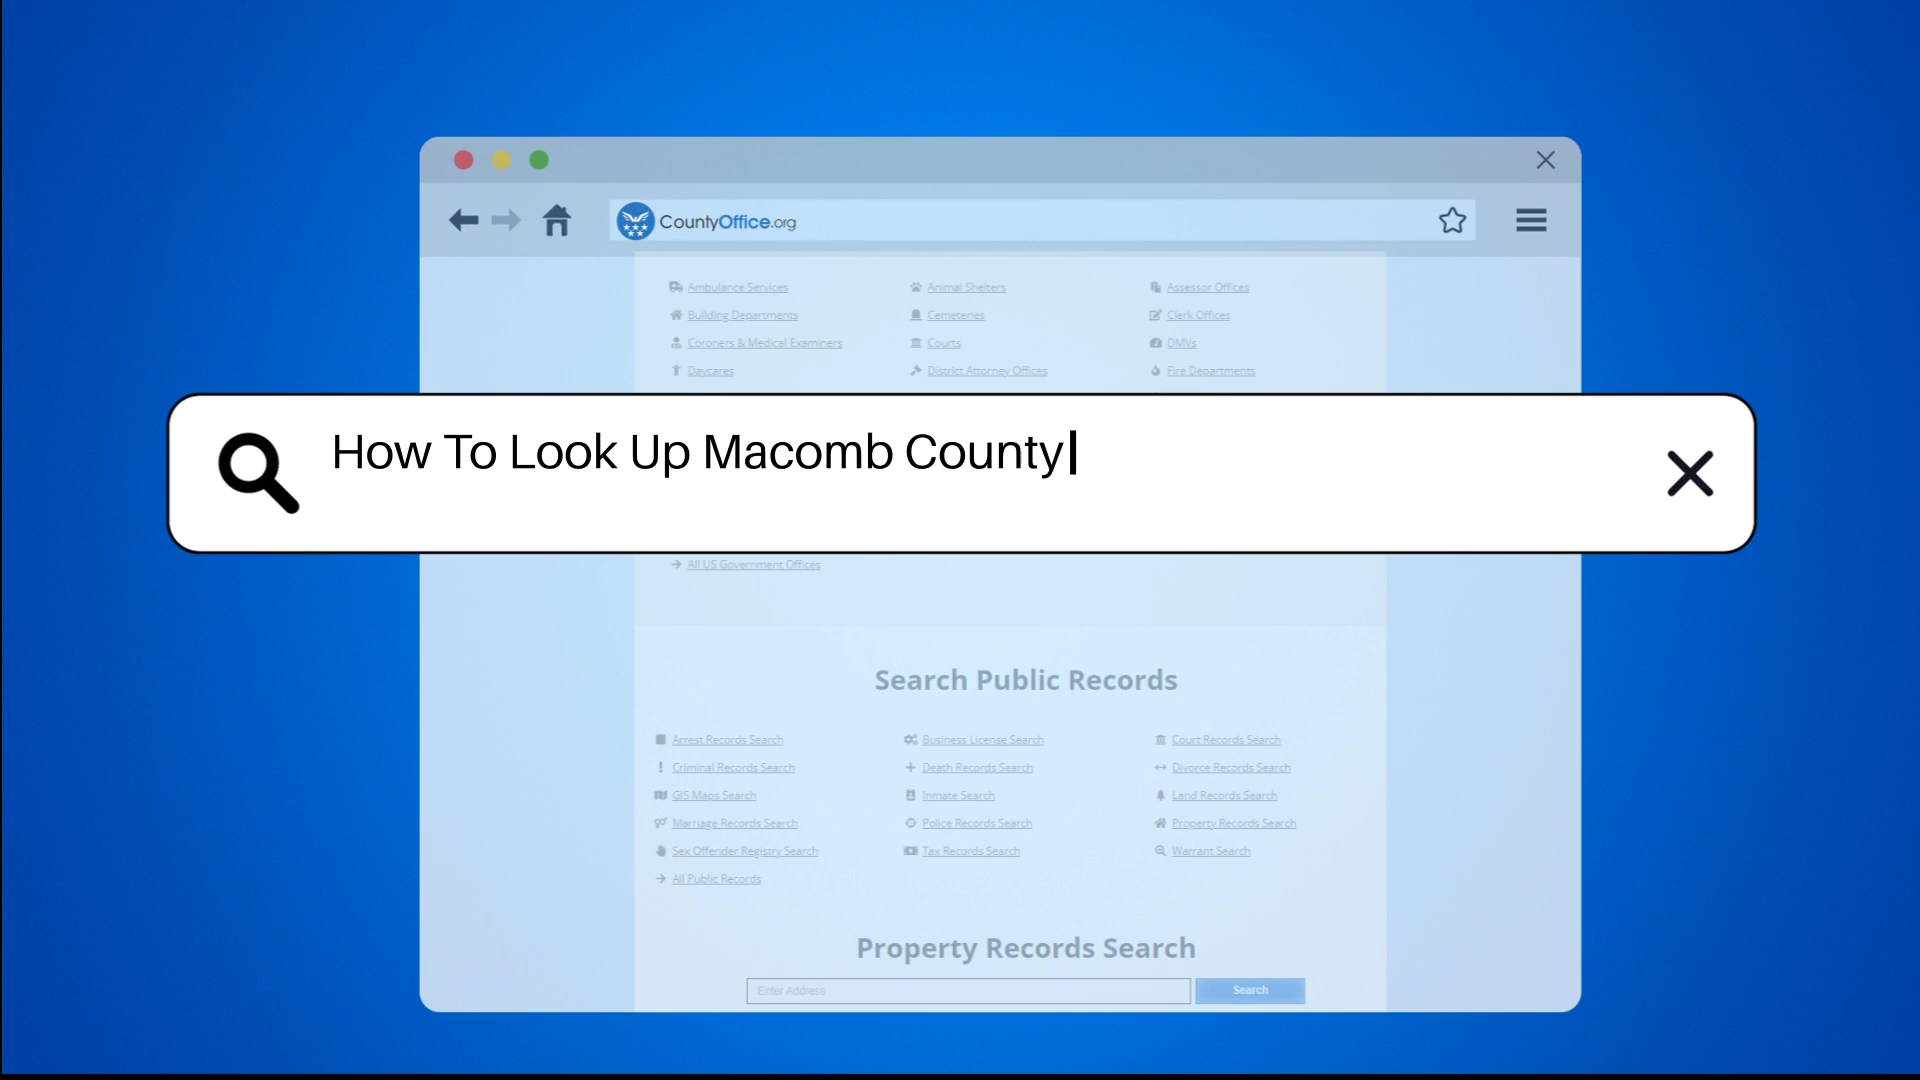 CountyOffice.org
Ambulance Services Animal Shelters Assessor Offices
Building Departments Cemeteries Clerk Offices
Coroners & Medical Examiners Courts DMVs
Daycares District Attorney Offices Fire Departments
How To Look Up Macomb County
All US Government Offices
Search Public Records
Arrest Records Search Business License Search Court Records Search
Criminal Records Search Death Records Search Divorce Records Search
GIS Maps Search Inmate Search Land Records Search
Marriage Records Search Police Records Search Property Records Search
Sex Offender Registry Search Tax Records Search Warrant Search
All Public Records
Property Records Search
Enter Address Search